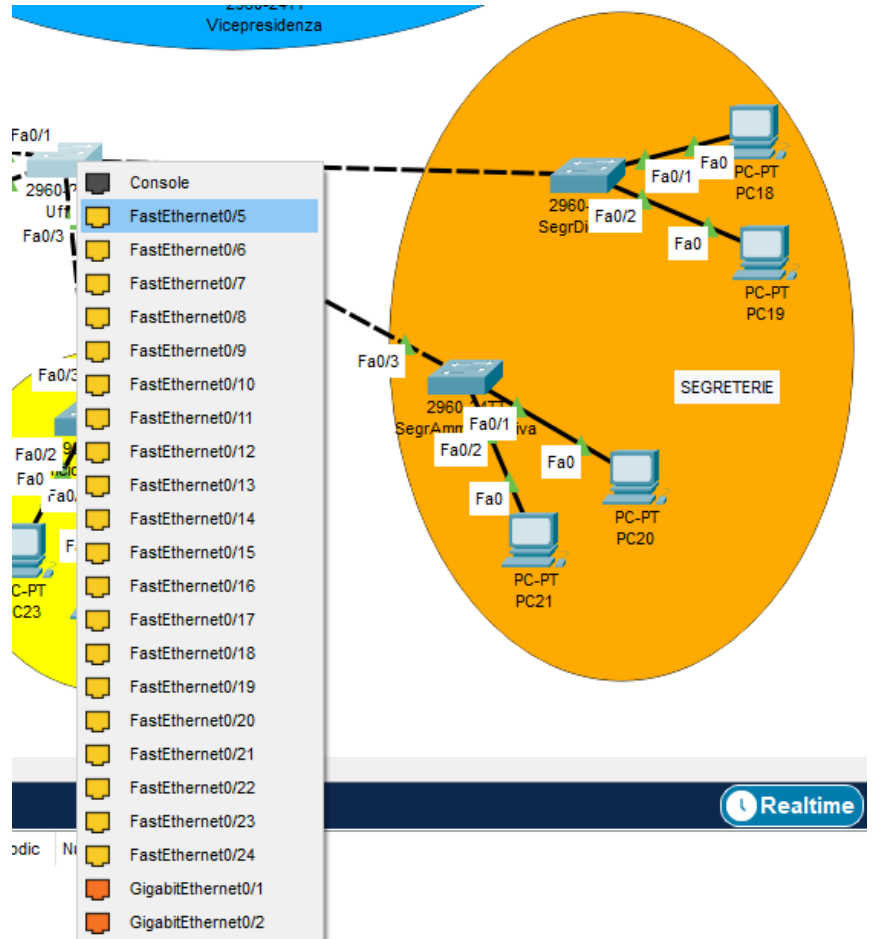 Vicepresidenza
Fa0/1
2960-
Uff
Fa0/3
Console
FastEthernet0/5
FastEthernet0/6
FastEthernet0/7
FastEthernet0/8
FastEthernet0/9
FastEthernet0/10
FastEthernet0/11
FastEthernet0/12
FastEthernet0/13
FastEthernet0/14
FastEthernet0/15
FastEthernet0/16
FastEthernet0/17
FastEthernet0/18
FastEthernet0/19
FastEthernet0/20
FastEthernet0/21
FastEthernet0/22
FastEthernet0/23
FastEthernet0/24
GigabitEthernet0/1
GigabitEthernet0/2
Fa0/1
Fa0
PC-PT
PC18
2960-
SegrDi
Fa0/2
Fa0
PC-PT
PC19
SEGRETERIE
Fa0/3
2960
Fa0/1
Fa0/2
Fa0
PC-PT
PC20
Fa0
PC-PT
PC21
Fa0/3
Fa0/2
Fa0
C-PT
C23
Realtime
odic